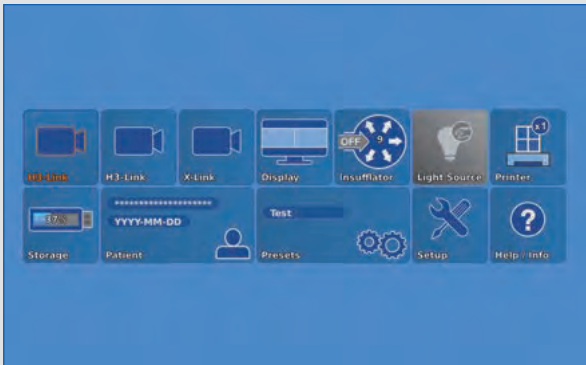 H3-Link
H3-Link
X-Link
Display
OFF
9
Insufflator
Light Source
x1
Printer
37%
Storage
********************
YYYY-MM-DD
Patient
Test
Presets
Setup
?
Help / Info